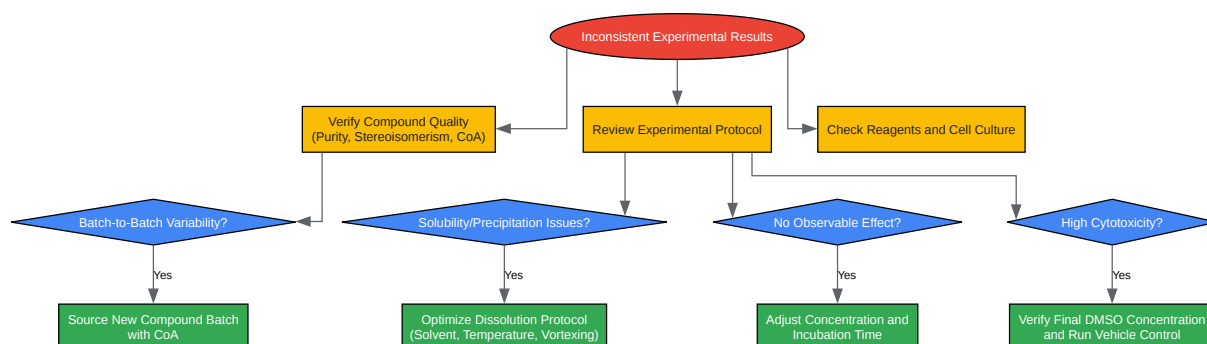 Inconsistent Experimental Results
Verify Compound Quality
(Purity, Stereoisomerism, CoA)
Review Experimental Protocol
Check Reagents and Cell Culture
Batch-to-Batch Variability?
Solubility/Precipitation Issues?
No Observable Effect?
High Cytotoxicity?
Yes
Yes
Yes
Yes
Source New Compound Batch
with CoA
Optimize Dissolution Protocol
(Solvent, Temperature, Vortexing)
Adjust Concentration and
Incubation Time
Verify Final DMSO Concentration
and Run Vehicle Control